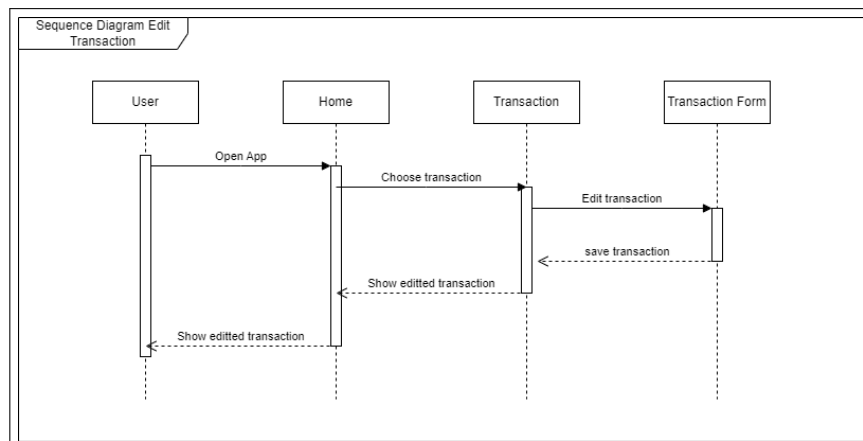 Sequence Diagram Edit
Transaction
User
Home
Transaction
Transaction Form
Open App
Choose transaction
Edit transaction
save transaction
Show editted transaction
Show editted transaction